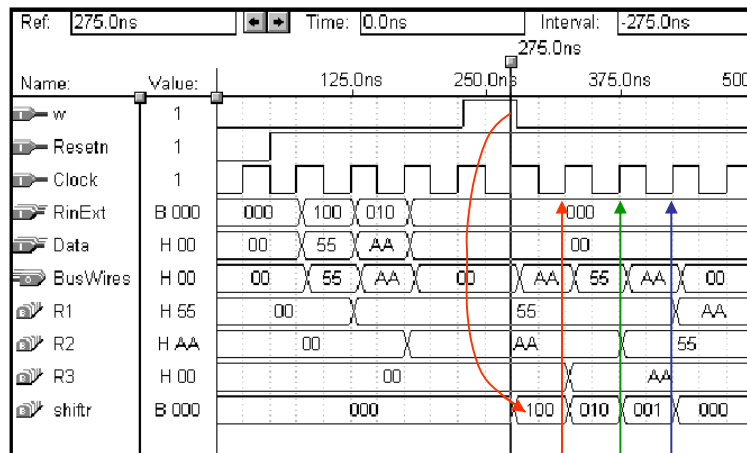 Ref: 275.0ns Time: 0.0ns Interval: -275.0ns
275.0ns
Name: Value: 125.0ns 250.0ns 375.0ns 500
w 1
Resetn 1
Clock 1
RinExt B 000 000 100 010 000
Data H 00 00 55 AA 00
BusWires H 00 00 55 AA 00 AA 55 AA 00
R1 H 55 00 55 AA
R2 H AA 00 AA 55
R3 H 00 00 AA
shiftr B 000 000 100 010 001 000